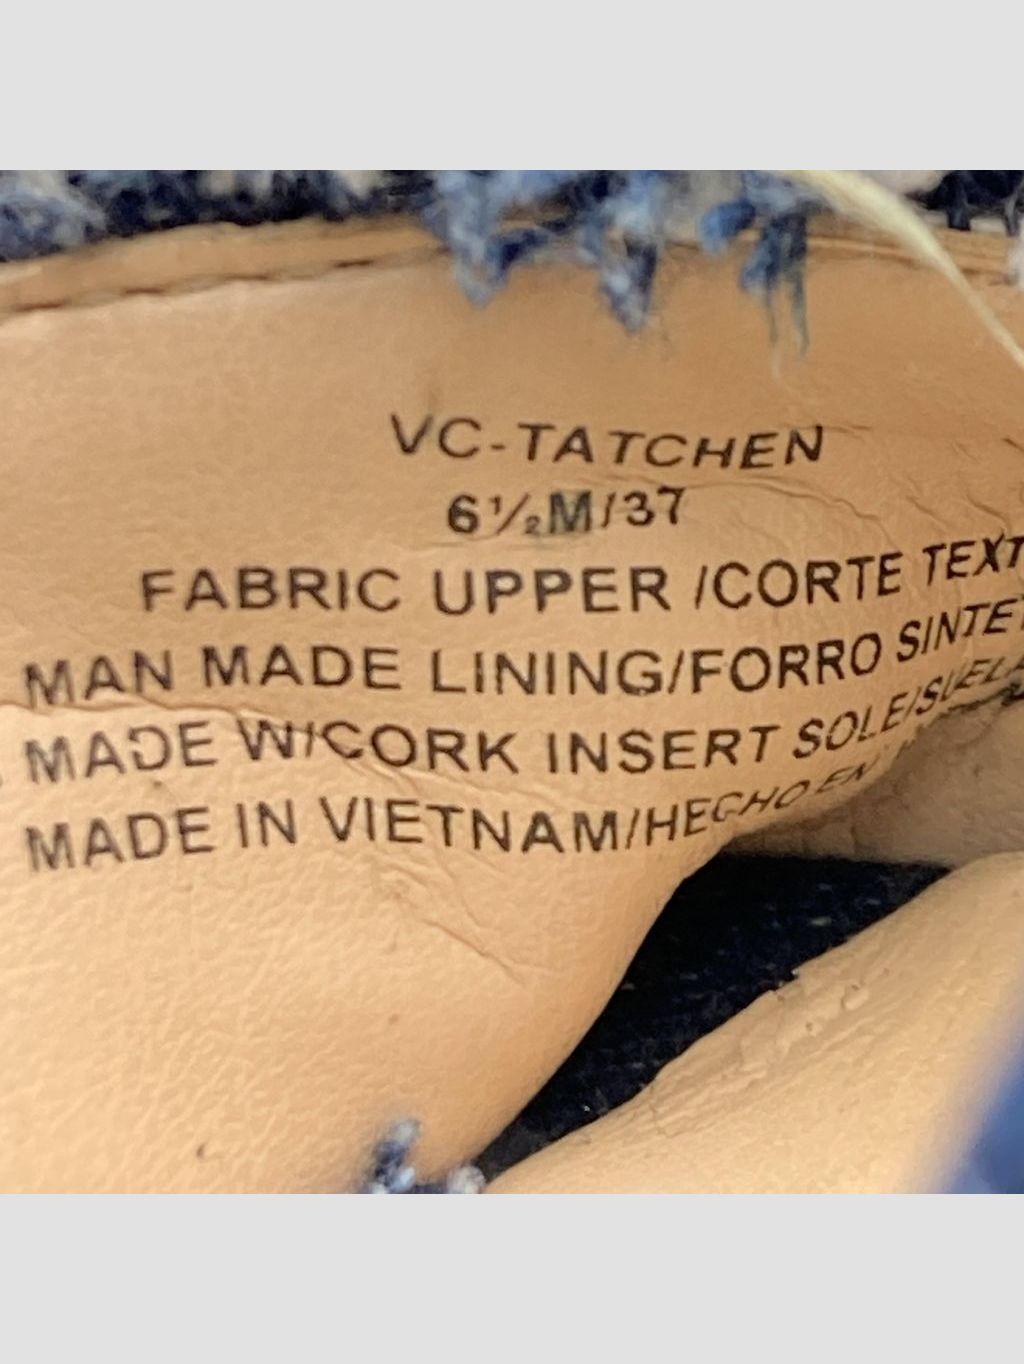 VC-TATCHEN
6½M/37
FABRIC UPPER /CORTE TEXT
MAN MADE LINING/FORRO SINTET
MADE W/CORK INSERT SOLE/SUELA
MADE IN VIETNAM/HECHO EN